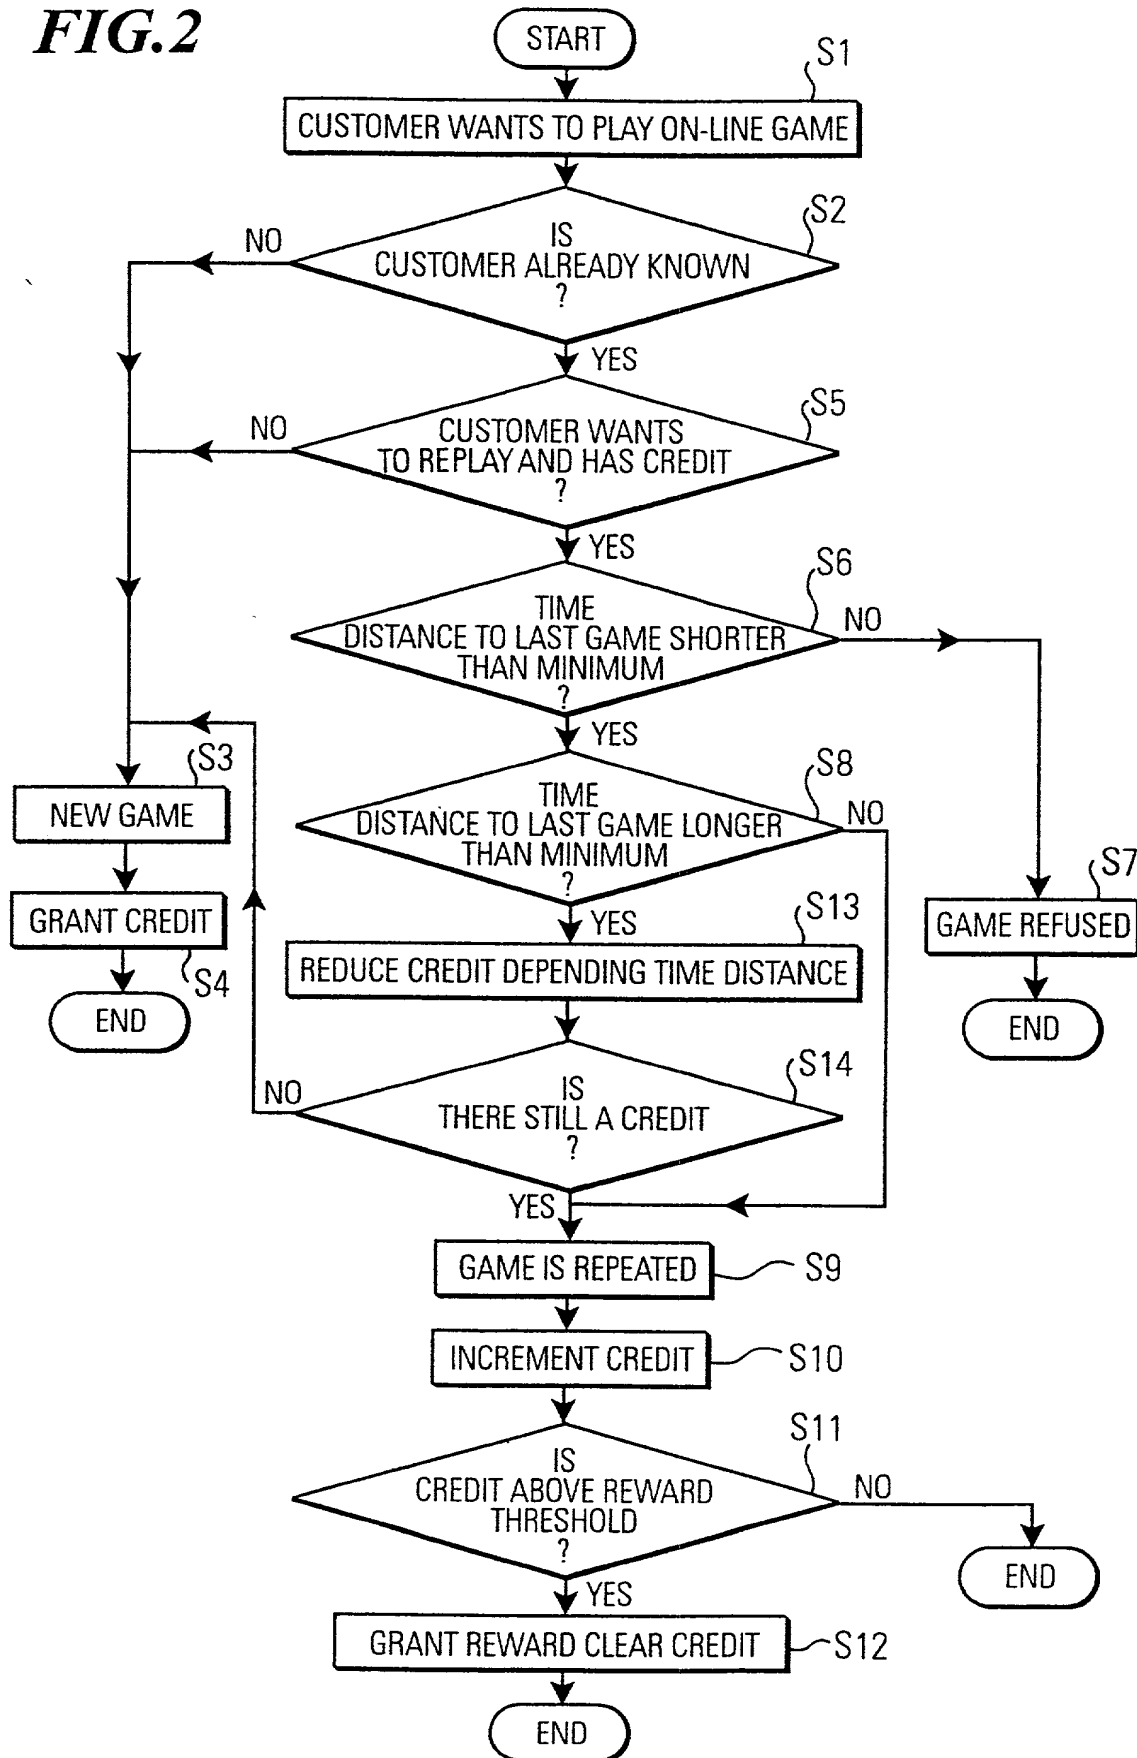 FIG.2
START
S1
CUSTOMER WANTS TO PLAY ON-LINE GAME
S2
NO
IS
CUSTOMER ALREADY KNOWN
?
YES
S5
NO
CUSTOMER WANTS
TO REPLAY AND HAS CREDIT
?
YES
S6
TIME
DISTANCE TO LAST GAME SHORTER
THAN MINIMUM
?
NO
YES
S3
NEW GAME
S8
TIME
DISTANCE TO LAST GAME LONGER
THAN MINIMUM
?
NO
YES
S7
GAME REFUSED
GRANT CREDIT
S4
S13
REDUCE CREDIT DEPENDING TIME DISTANCE
END
END
S14
NO
IS
THERE STILL A CREDIT
?
YES
GAME IS REPEATED
S9
INCREMENT CREDIT
S10
S11
IS
CREDIT ABOVE REWARD
THRESHOLD
?
NO
END
YES
GRANT REWARD CLEAR CREDIT
S12
END